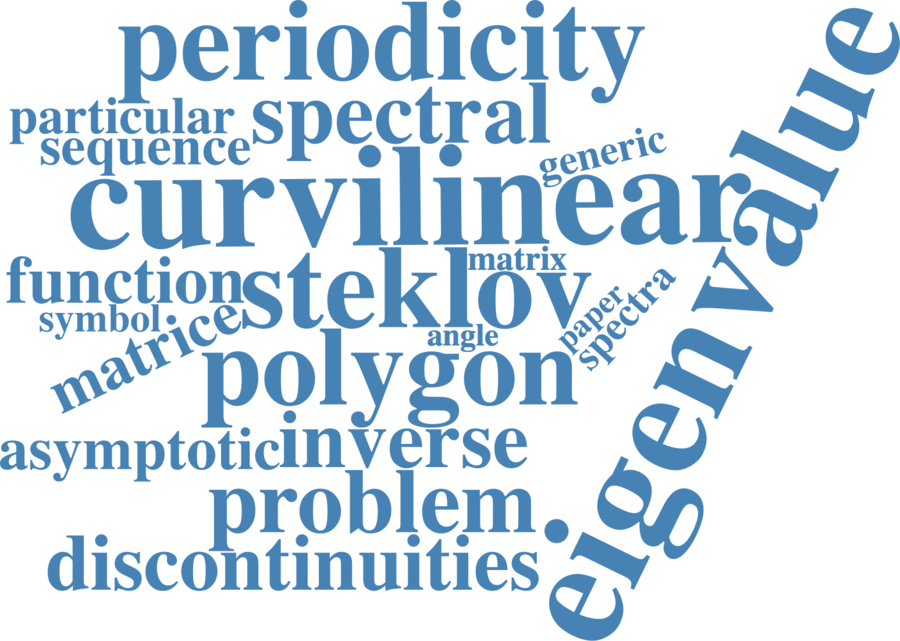 periodicity
particular
spectral
sequence
generic
curvilinear
eigenvalue
function
steklov
matrix
symbol
matrice
angle
paper
spectra
polygon
asymptotic
inverse
problem
discontinuities